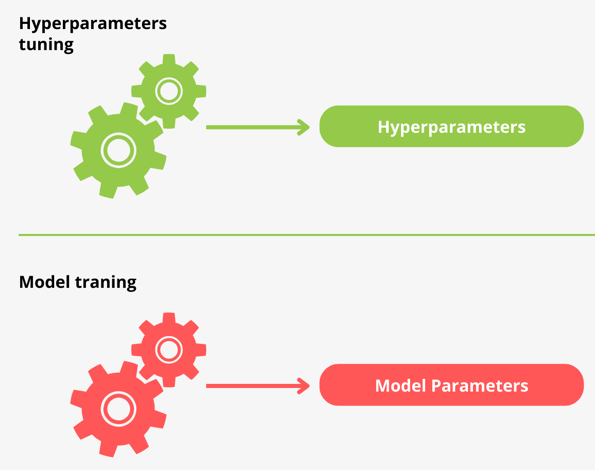 Hyperparameters
tuning
Hyperparameters
Model traning
Model Parameters